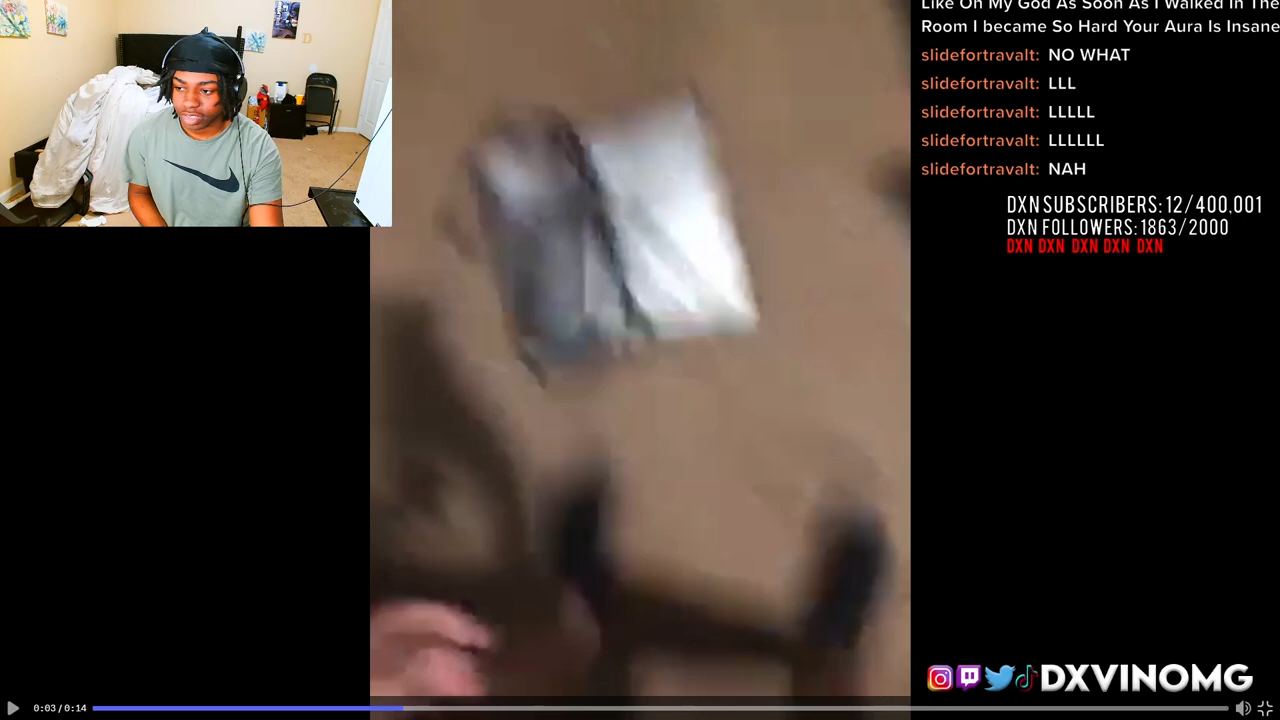 Like Oh My God As Soon As I Walked In The
Room I became So Hard Your Aura Is Insane
slidefortravalt: NO WHAT
slidefortravalt: LLL
slidefortravalt: LLLLL
slidefortravalt: LLLLLL
slidefortravalt: NAH
DXN SUBSCRIBERS: 12/400,001
DXN FOLLOWERS: 1863/2000
DXN DXN DXN DXN DXN
D
DXVINOMG
0:03/0:14